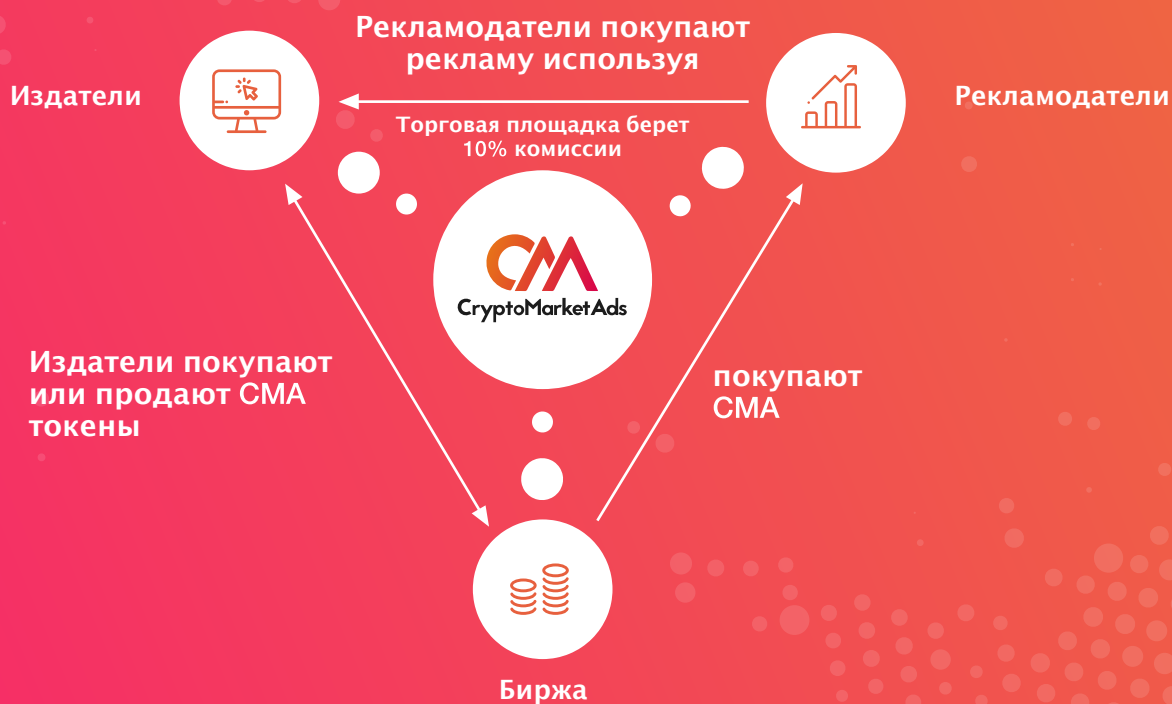 Рекламодатели покупают
рекламу используя
Издатели
Рекламодатели
Торговая площадка берет
10% комиссии
CMA
CryptoMarketAds
Издатели покупают
или продают CMA
токены
покупают
CMA
Биржа